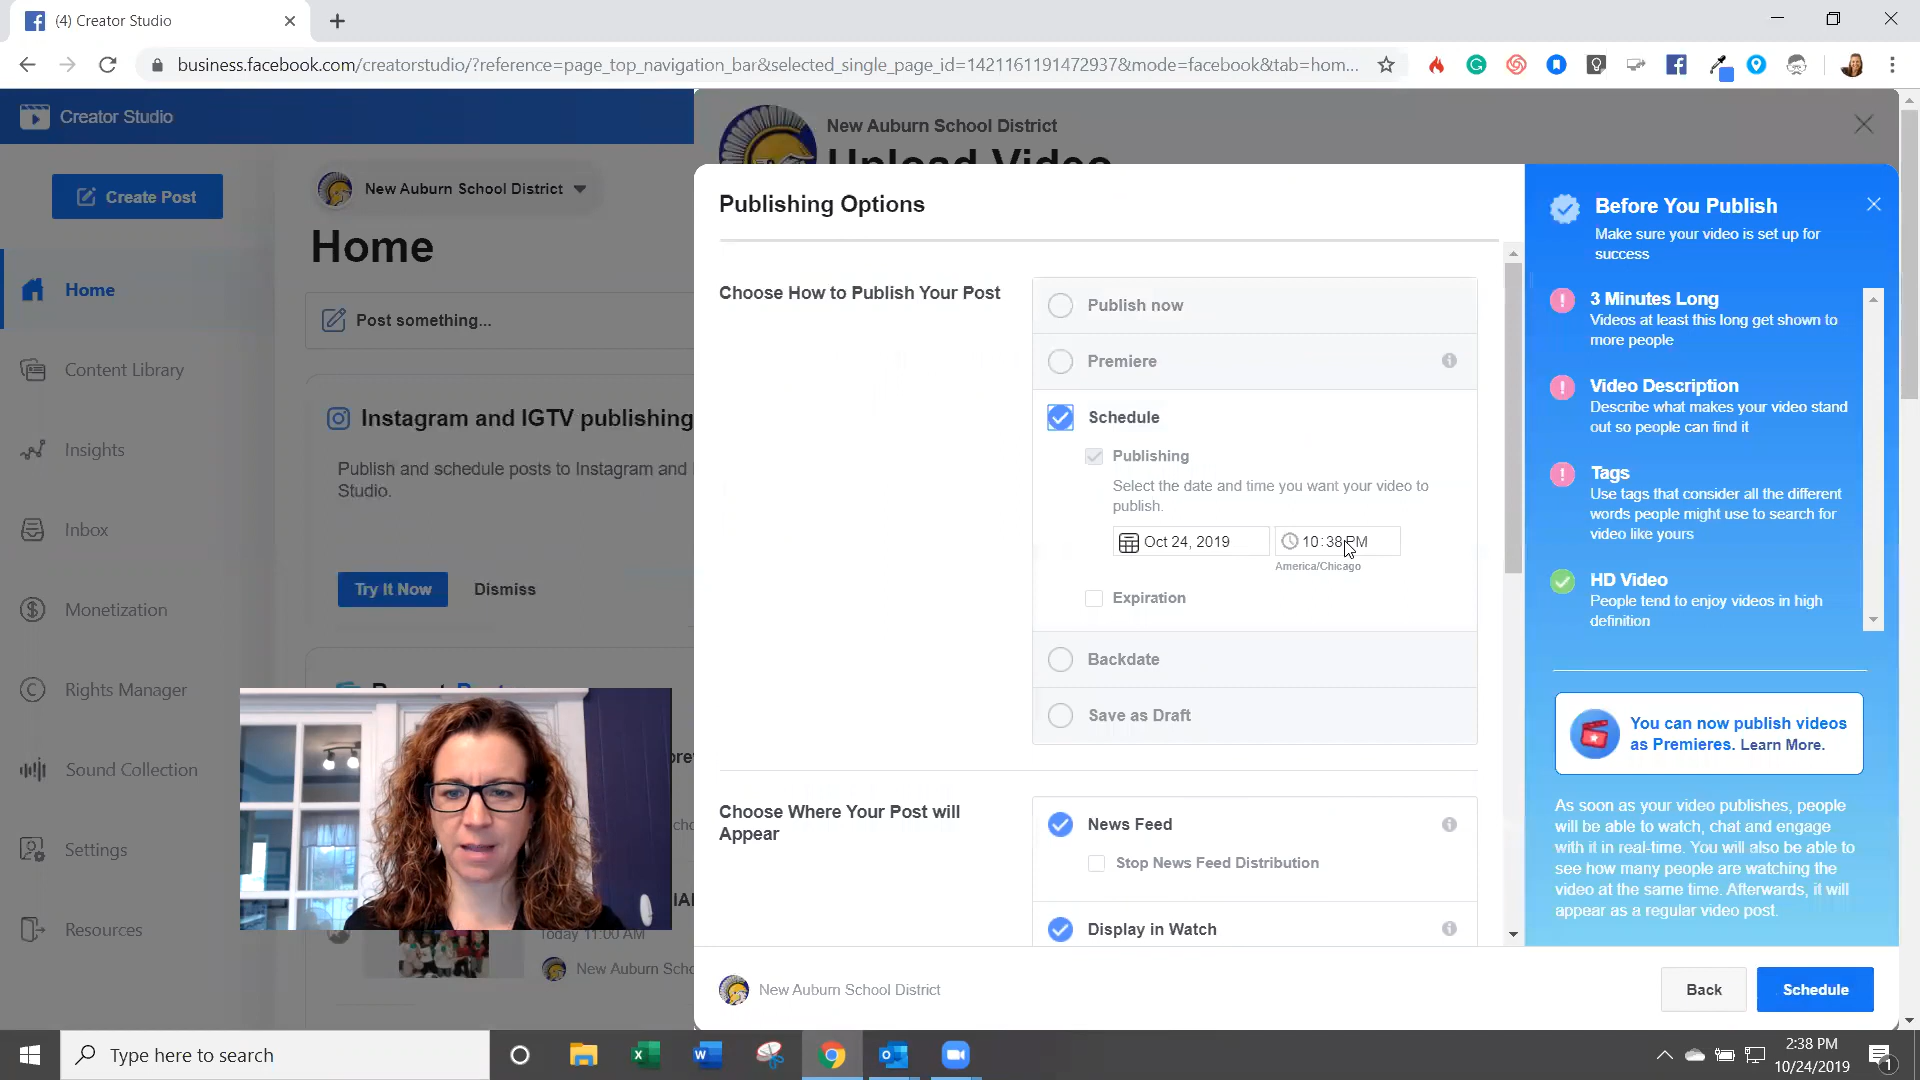 (4) Creator Studio
business.facebook.com/creatorstudio/?reference=page_top_navigation_bar&selected_single_page_id=1421161191472937&mode=facebook&tab=hom...
Creator Studio
Create Post
Home
Content Library
Insights
Inbox
Monetization
Rights Manager
Sound Collection
Settings
Resources
New Auburn School District
Home
Post something...
Instagram and IGTV publishing
Publish and schedule posts to Instagram and
Studio.
Try It Now
Dismiss
Today 11:00 AM
New Auburn Scho
New Auburn School District
Upload Video
Publishing Options
Choose How to Publish Your Post
Publish now
Premiere
Schedule
Publishing
Select the date and time you want your video to
publish.
Oct 24, 2019
10:38 PM
America/Chicago
Expiration
Backdate
Save as Draft
Choose Where Your Post will
Appear
News Feed
Stop News Feed Distribution
Display in Watch
New Auburn School District
Back
Schedule
Before You Publish
Make sure your video is set up for
success
3 Minutes Long
Videos at least this long get shown to
more people
Video Description
Describe what makes your video stand
out so people can find it
Tags
Use tags that consider all the different
words people might use to search for
video like yours
HD Video
People tend to enjoy videos in high
definition
You can now publish videos
as Premieres. Learn More.
As soon as your video publishes, people
will be able to watch, chat and engage
with it in real-time. You will also be able to
see how many people are watching the
video at the same time. Afterwards, it will
appear as a regular video post.
Type here to search
2:38 PM
10/24/2019
1